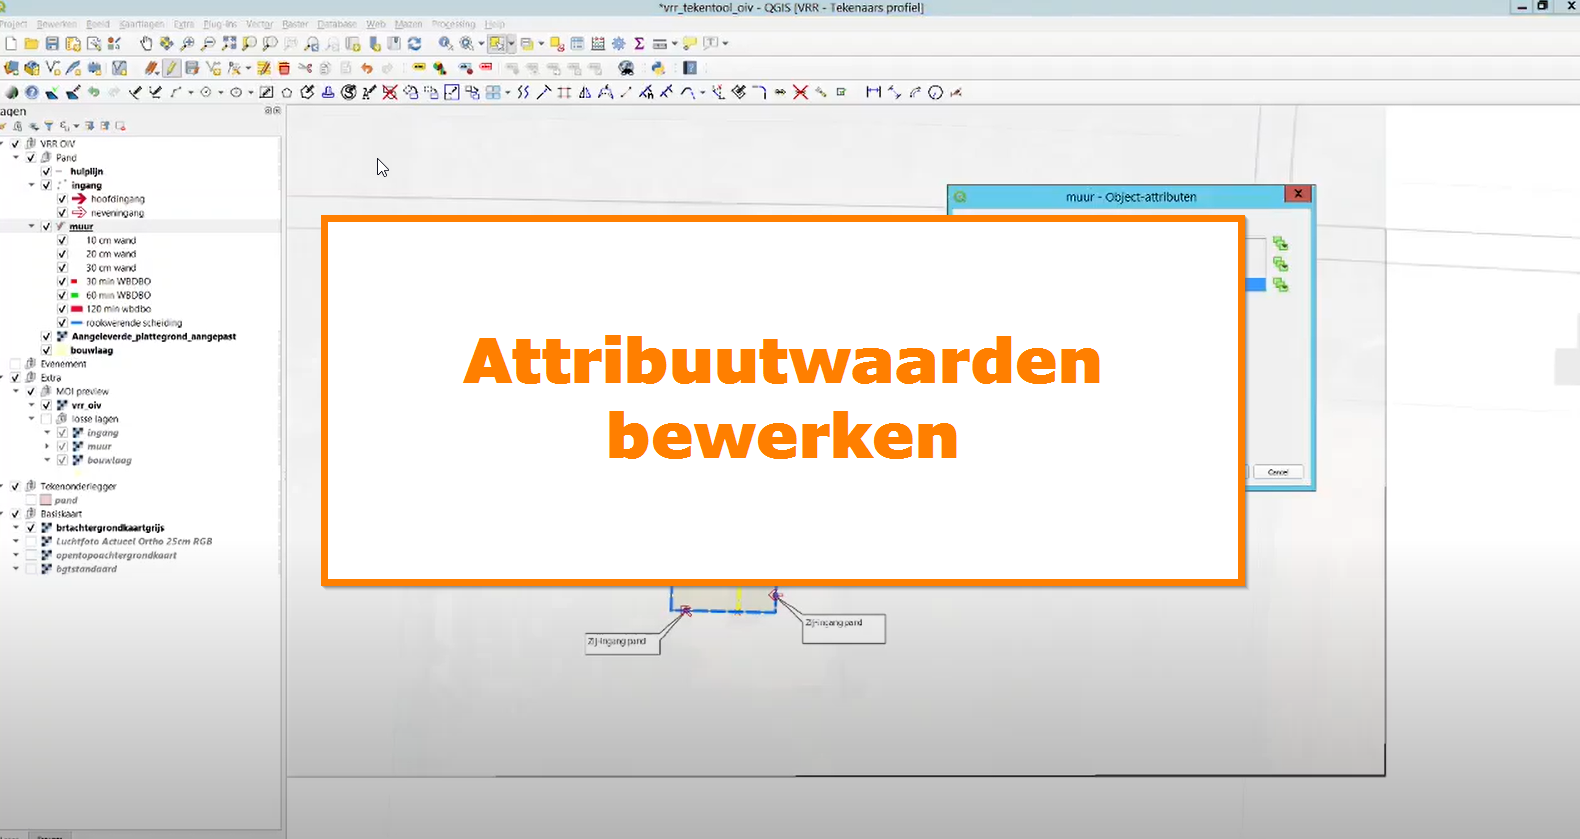 *vrr_tekentool_oiv - QGIS [VRR - Tekenaars profiel]
Project Bewerken Beeld Kaartlagen Extra Plug-ins Vector Raster Database Web Mazen Processing Help
agen
VRR OIV
Pand
hulplijn
ingang
hoofdingang
neveningang
muur
10 cm wand
20 cm wand
30 cm wand
30 min WBDBO
60 min WBDBO
120 min wbdbo
rookwerende scheiding
Aangeleverde_plattegrond_aangepast
bouwlaag
Evenement
Extra
MOI preview
vrr_oiv
losse lagen
ingang
muur
bouwlaag
Tekenonderlegger
pand
Basiskaart
brtachtergrondkaartgrijs
Luchtfoto Actueel Ortho 25cm RGB
opentopoachtergrondkaart
bgtstandaard
muur - Object-attributen
Cancel
Attribuutwaarden
bewerken
Zij-ingang pand
Zij-ingang pand